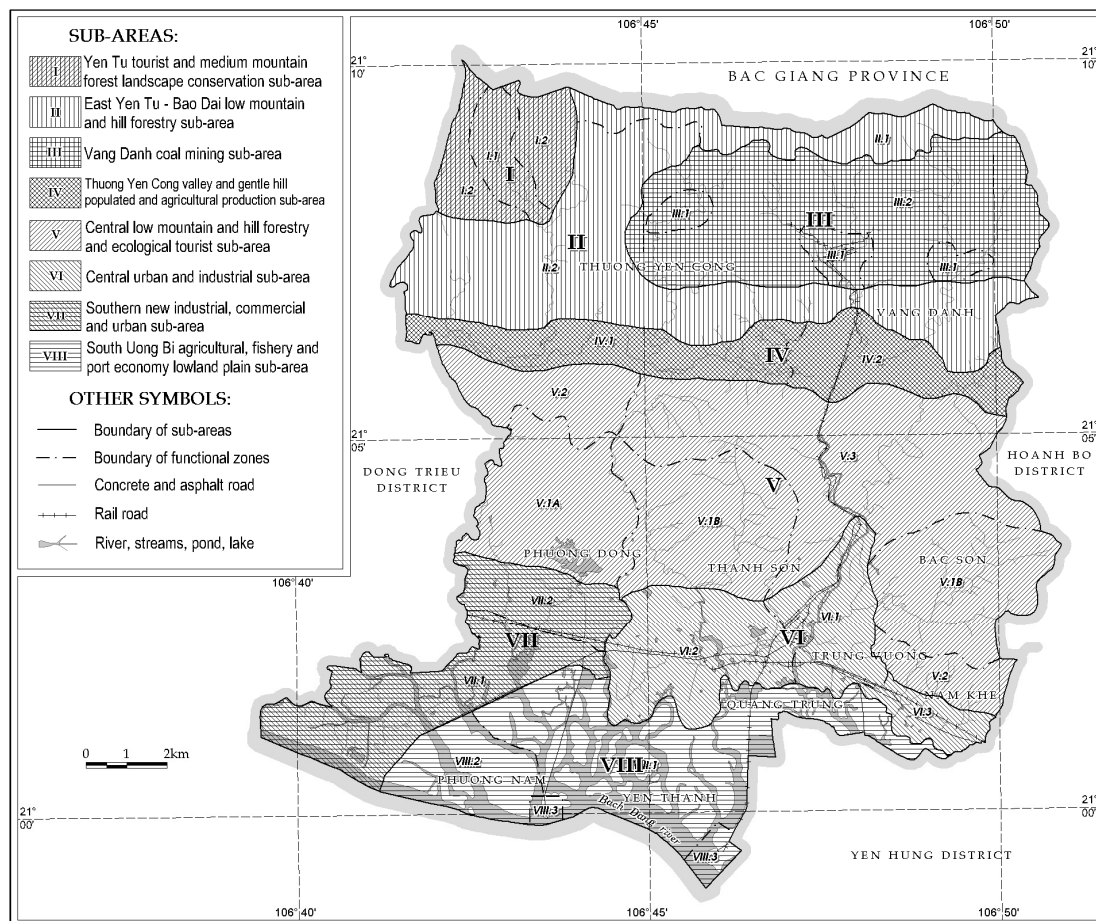 SUB-AREAS:
I
Yen Tu tourist and medium mountain
forest landscape conservation sub-area
II
East Yen Tu - Bao Dai low mountain
and hill forestry sub-area
III
Vang Danh coal mining sub-area
IV
Thuong Yen Cong valley and gentle hill
populated and agricultural production sub-area
V
Central low mountain and hill forestry
and ecological tourist sub-area
VI
Central urban and industrial sub-area
VII
Southern new industrial, commercial
and urban sub-area
VIII
South Uong Bi agricultural, fishery and
port economy lowland plain sub-area
OTHER SYMBOLS:
Boundary of sub-areas
Boundary of functional zones
Concrete and asphalt road
Rail road
River, streams, pond, lake
106° 45'
106° 50'
21°
10'
21°
10'
BAC GIANG PROVINCE
II.1
I.1
I.2
I
I.2
III.2
III.1
III
III.1
III.1
II
II.2
THUONG YEN CONG
VANG DANH
IV.1
IV
IV.2
V.2
21°
05'
21°
05'
V.3
HOANH BO
DISTRICT
DONG TRIEU
DISTRICT
V
V.1A
V.1B
PHUONG DONG
THANH SON
BAC SON
V.1B
106° 40'
VII.2
VII
VI.1
VI
VI.2
TRUNG VUONG
V.2
VII.1
NAM KHE
QUANG TRUNG
VI.3
0 1 2km
VIII.2
VIII
PHUONG NAM
YEN THANH
VIII.3
Bach Dang river
21°
00'
21°
00'
VIII.3
YEN HUNG DISTRICT
106° 40'
106° 45'
106° 50'